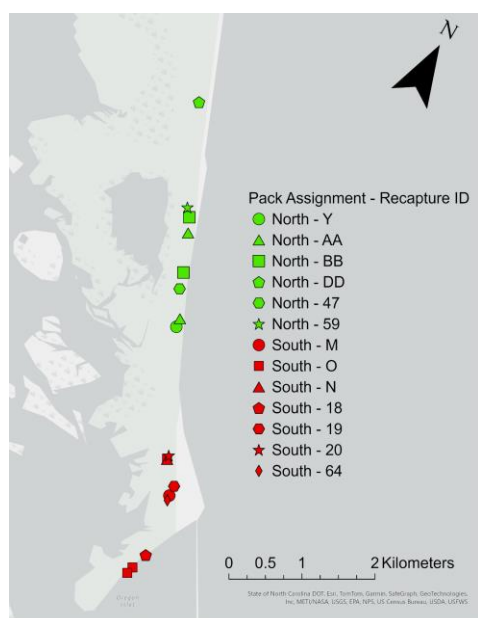 N
Pack Assignment - Recapture ID
North - Y
North - AA
North - BB
North - DD
North - 47
North - 59
South - M
South - O
South - N
South - 18
South - 19
South - 20
South - 64
0 0.5 1 2 Kilometers
State of North Carolina DOT, Esri, TomTom, Garmin, SafeGraph, GeoTechnologies,
Inc, METI/NASA, USGS, EPA, NPS, US Census Bureau, USDA, USFWS
Oregon
Inlet